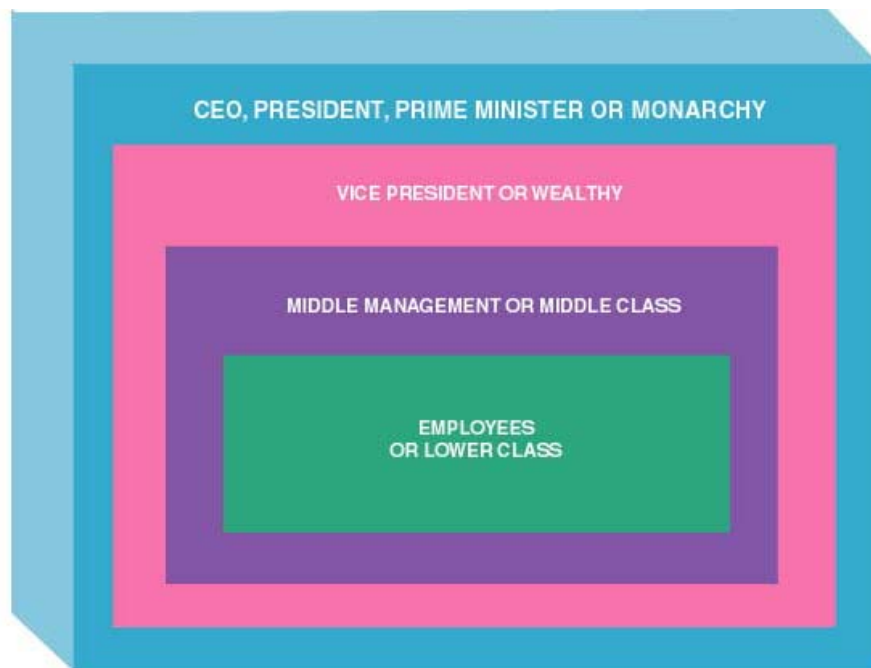 CEO, PRESIDENT, PRIME MINISTER OR MONARCHY
VICE PRESIDENT OR WEALTHY
MIDDLE MANAGEMENT OR MIDDLE CLASS
EMPLOYEES
OR LOWER CLASS